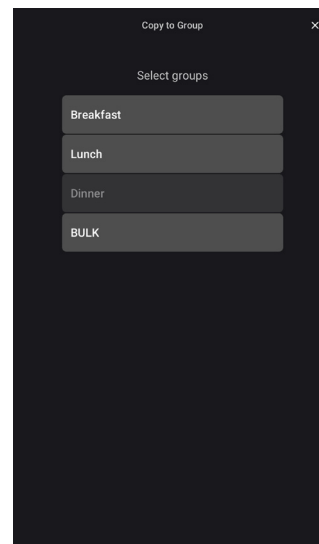 Copy to Group
Select groups
Breakfast
Lunch
Dinner
BULK